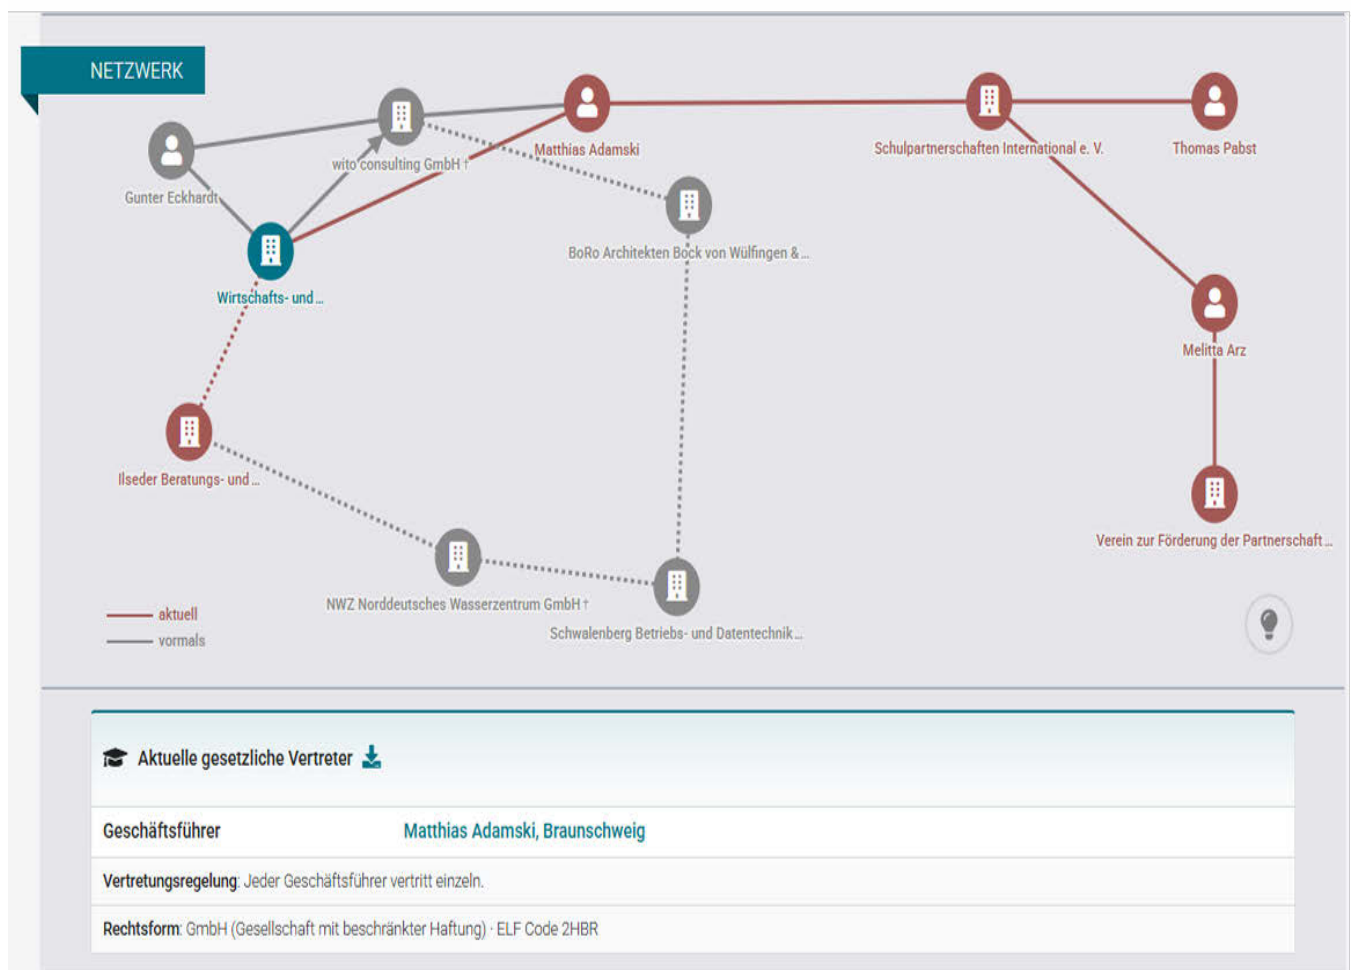 NETZWERK
Matthias Adamski
Schulpartnerschaften International e. V.
Thomas Pabst
wito consulting GmbH †
Gunter Eckhardt
BoRo Architekten Bock von Wülfingen & ...
Wirtschafts- und ...
Melitta Arz
Ilseder Beratungs- und ...
Verein zur Förderung der Partnerschaft ...
NWZ Norddeutsches Wasserzentrum GmbH †
Schwalenberg Betriebs- und Datentechnik ...
aktuell
vormals
Aktuelle gesetzliche Vertreter
Geschäftsführer Matthias Adamski, Braunschweig
Vertretungsregelung: Jeder Geschäftsführer vertritt einzeln.
Rechtsform: GmbH (Gesellschaft mit beschränkter Haftung) · ELF Code 2HBR